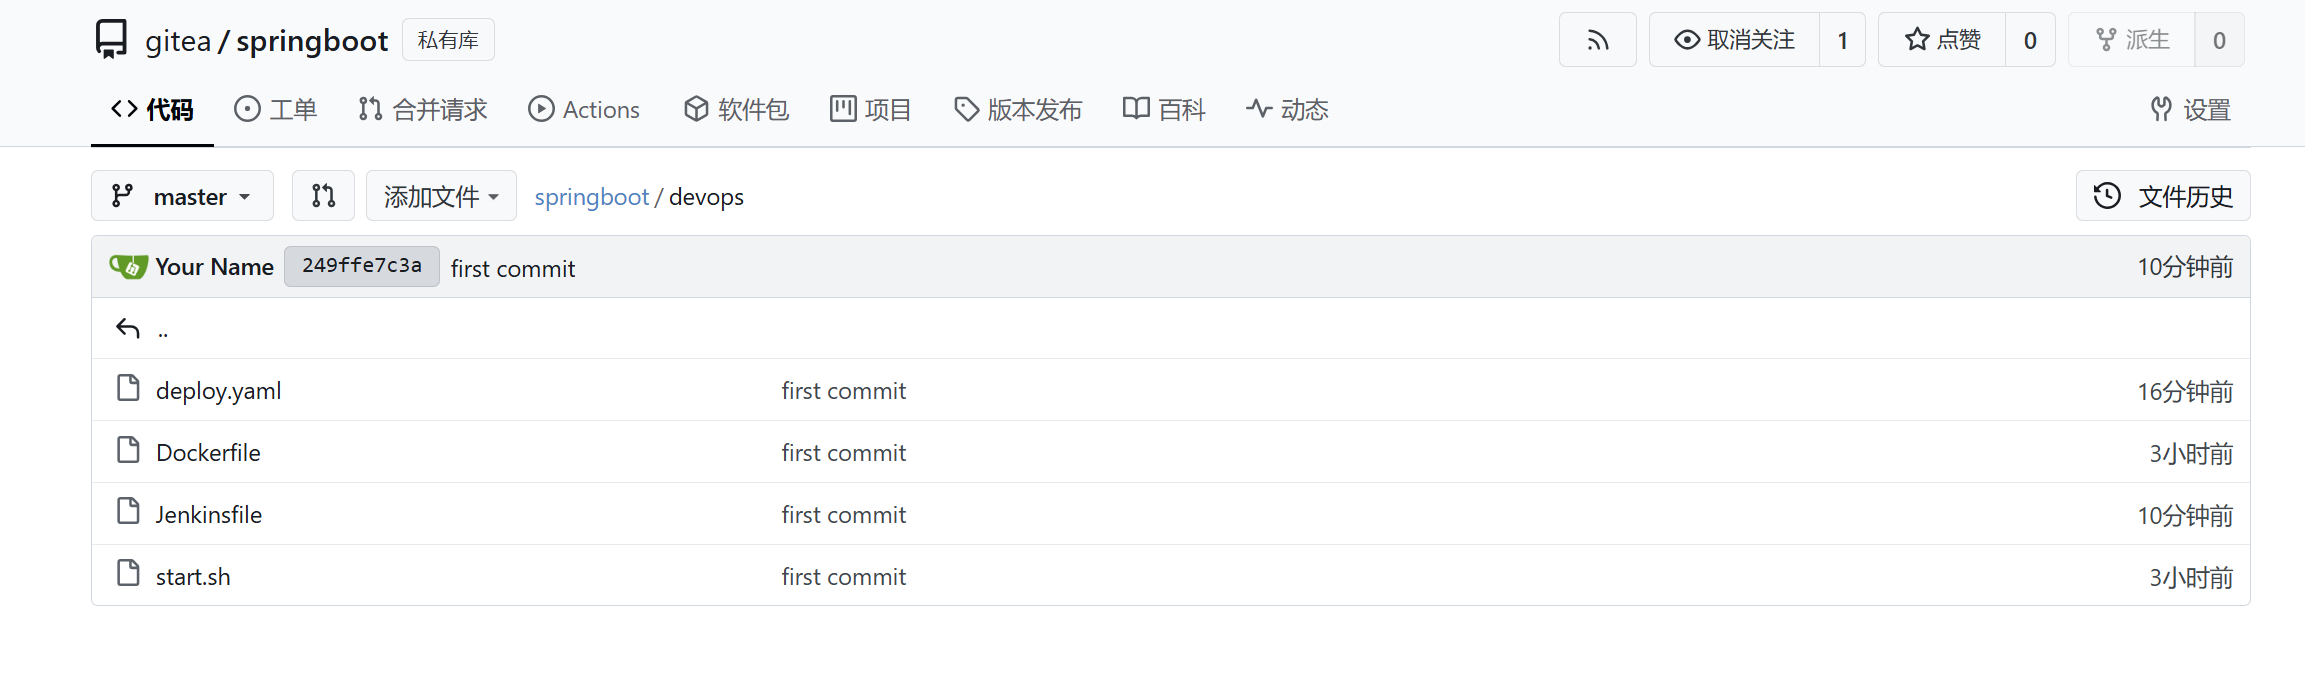 gitea / springboot 私有库 取消关注 1 点赞 0 派生 0
代码 工单 合并请求 Actions 软件包 项目 版本发布 百科 动态 设置
master 添加文件 springboot / devops 文件历史
Your Name 249ffe7c3a first commit 10分钟前
..
deploy.yaml first commit 16分钟前
Dockerfile first commit 3小时前
Jenkinsfile first commit 10分钟前
start.sh first commit 3小时前